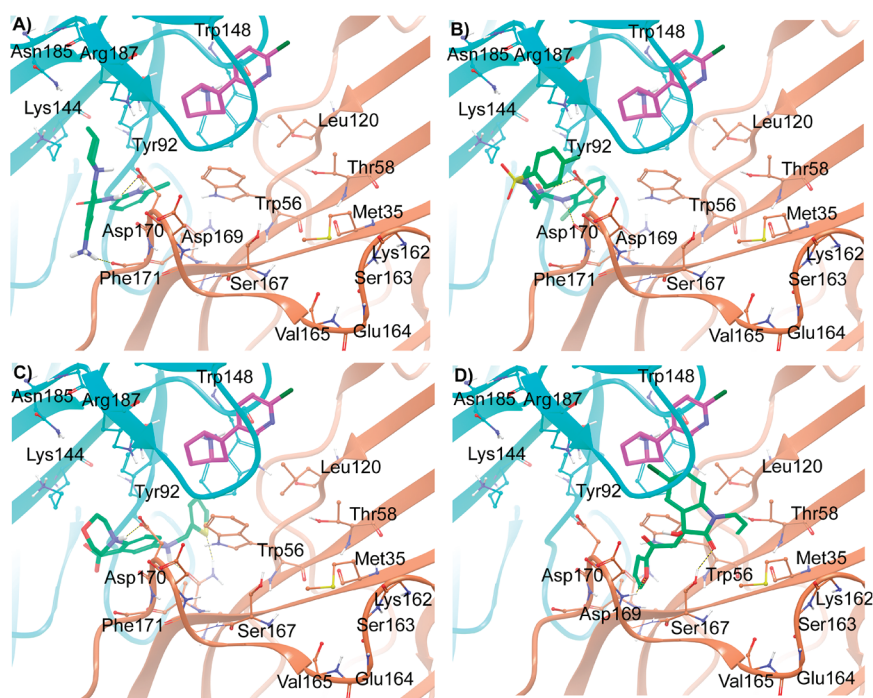 A)
Trp148
Asn185 Arg187
Lys144
Leu120
Tyr92
Thr58
Trp56
Met35
Asp170
Asp169
Lys162
Phe171
Ser167
Ser163
Val165
Glu164
B)
Trp148
Asn185 Arg187
Lys144
Leu120
Tyr92
Thr58
Trp56
Met35
Asp170
Asp169
Lys162
Phe171
Ser167
Ser163
Val165
Glu164
C)
Trp148
Asn185 Arg187
Lys144
Leu120
Tyr92
Thr58
Trp56
Met35
Asp170
Lys162
Phe171
Ser167
Ser163
Val165
Glu164
D)
Trp148
Asn185 Arg187
Lys144
Leu120
Tyr92
Thr58
Met35
Asp170
Trp56
Lys162
Asp169
Ser167
Ser163
Val165
Glu164